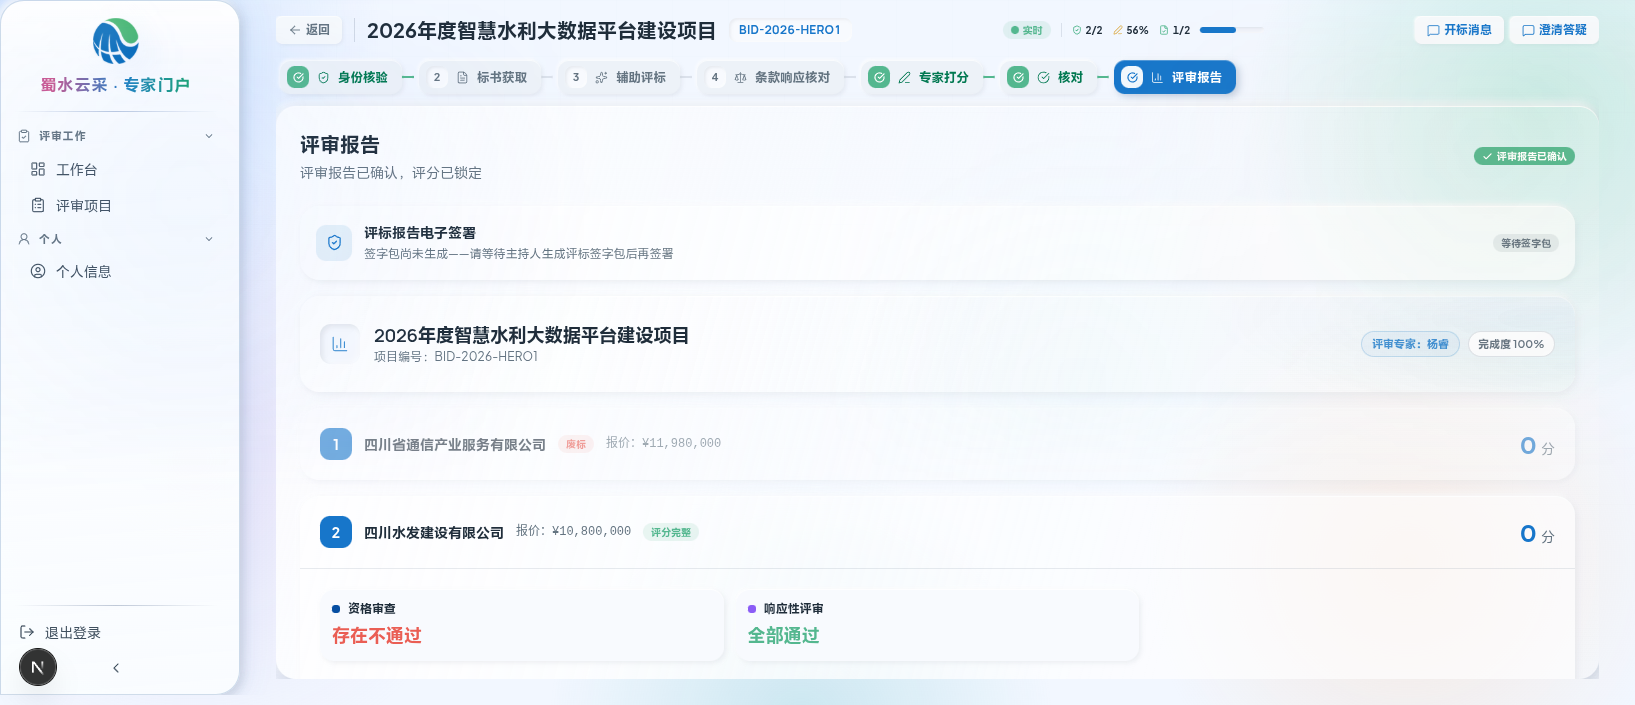 蜀水云采 · 专家门户
评审工作
工作台
评审项目
个人
个人信息
退出登录
N
返回
2026年度智慧水利大数据平台建设项目
BID-2026-HERO1
实时
2/2
56%
1/2
开标消息
澄清答疑
身份核验
2 标书获取
3 辅助评标
4 条款响应核对
专家打分
核对
评审报告
评审报告
评审报告已确认，评分已锁定
评审报告已确认
评标报告电子签署
签字包尚未生成——请等待主持人生成评标签字包后再签署
等待签字包
2026年度智慧水利大数据平台建设项目
项目编号：BID-2026-HERO1
评审专家：杨睿
完成度100%
1 四川省通信产业服务有限公司 废标 报价：¥11,980,000
0 分
2 四川水发建设有限公司 报价：¥10,800,000 评分完整
0 分
资格审查
存在不通过
响应性评审
全部通过